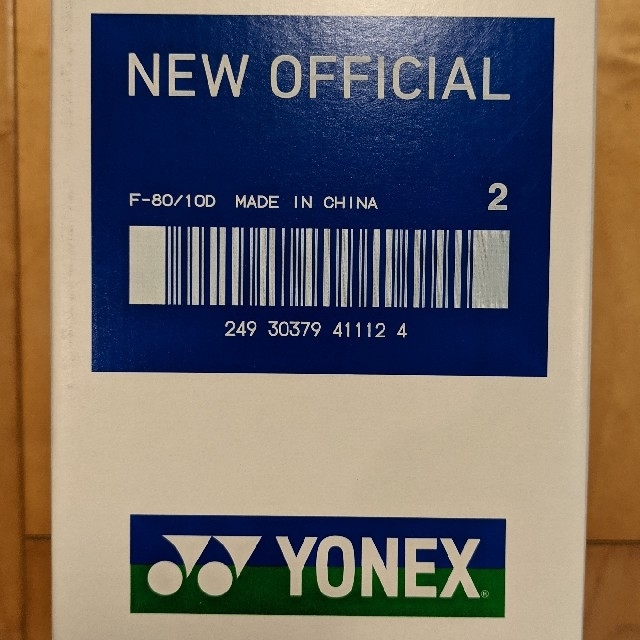 NEW OFFICIAL
F-80/10D MADE IN CHINA 2
249 30379 41112 4
YONEX®